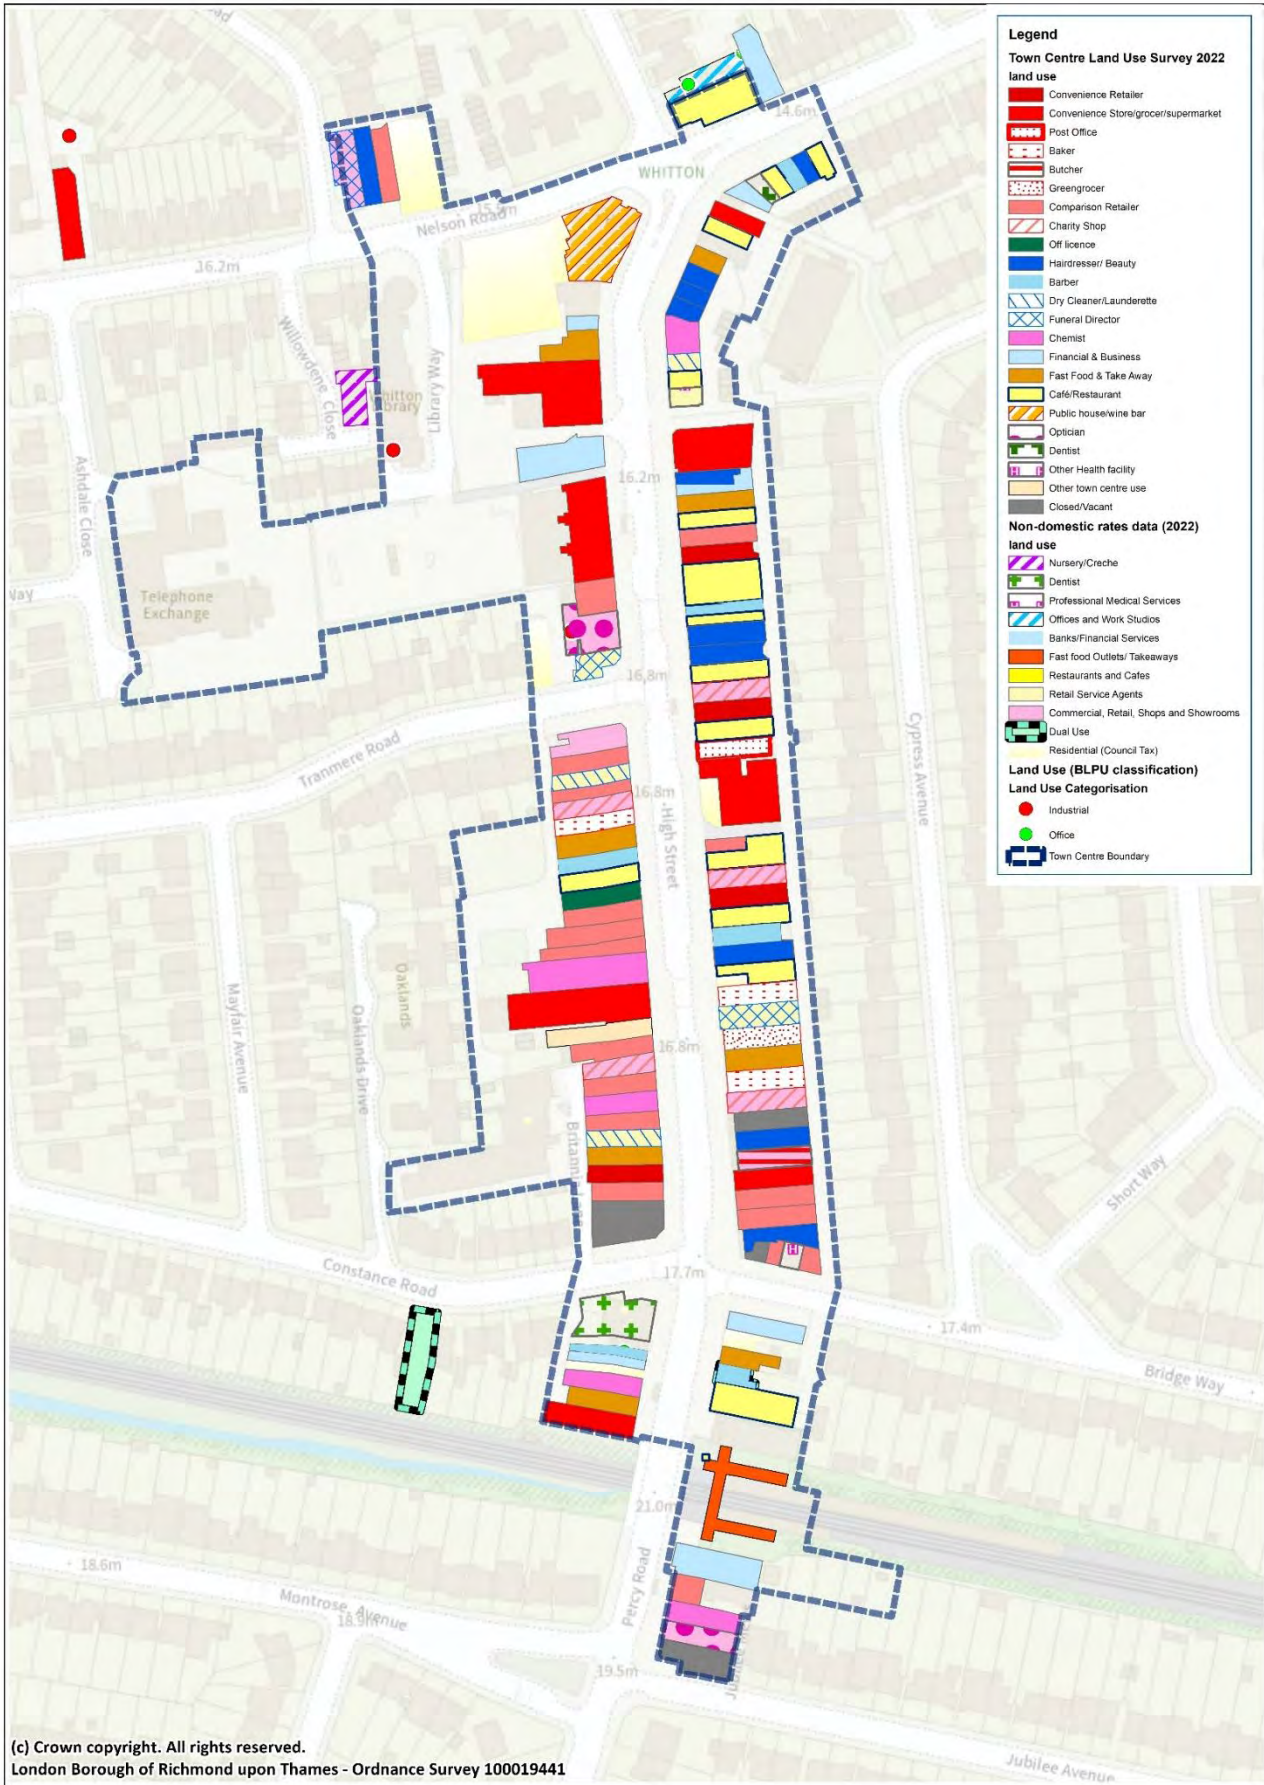 Legend
Town Centre Land Use Survey 2022
land use
Convenience Retailer
Convenience Store/grocer/supermarket
Post Office
Baker
Butcher
Greengrocer
Comparison Retailer
Charity Shop
Off licence
Hairdresser/ Beauty
Barber
Dry Cleaner/Launderette
Funeral Director
Chemist
Financial & Business
Fast Food & Take Away
Café/Restaurant
Public house/wine bar
Optician
Dentist
Other Health facility
Other town centre use
Closed/Vacant
Non-domestic rates data (2022)
land use
Nursery/Creche
Dentist
Professional Medical Services
Offices and Work Studios
Banks/Financial Services
Fast food Outlets/ Takeaways
Restaurants and Cafes
Retail Service Agents
Commercial, Retail, Shops and Showrooms
Dual Use
Residential (Council Tax)
Land Use (BLPU classification)
Land Use Categorisation
Industrial
Office
Town Centre Boundary
14.6m
WHITTON
Nelson Road
16.2m
Willowdene Close
Library Way
Whitton
Library
Ashdale Close
16.2m
Telephone
Exchange
Way
16.8m
Tranmere Road
Cypress Avenue
16.8m
High Street
Mayfair Avenue
Oaklands Drive
Oaklands
16.8m
Short Way
Constance Road
17.7m
17.4m
Bridge Way
H
21.0m
18.6m
Montrose Avenue
18.9m
Percy Road
19.5m
Jubilee Avenue
(c) Crown copyright. All rights reserved.
London Borough of Richmond upon Thames - Ordnance Survey 100019441